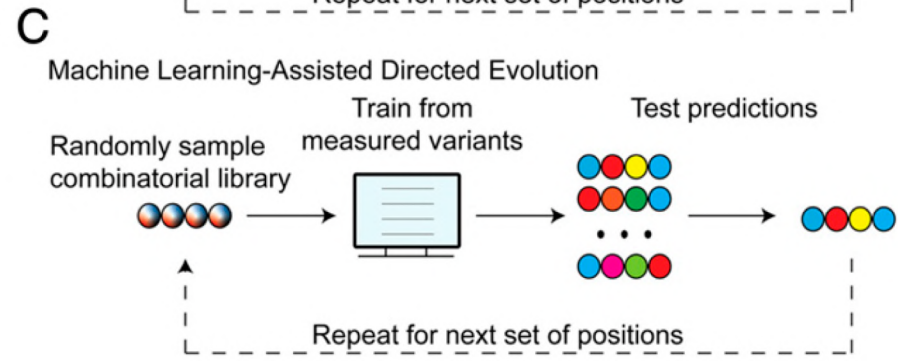 Repeat for next set of positions
C
Machine Learning-Assisted Directed Evolution
Train from
measured variants
Test predictions
Randomly sample
combinatorial library
Repeat for next set of positions